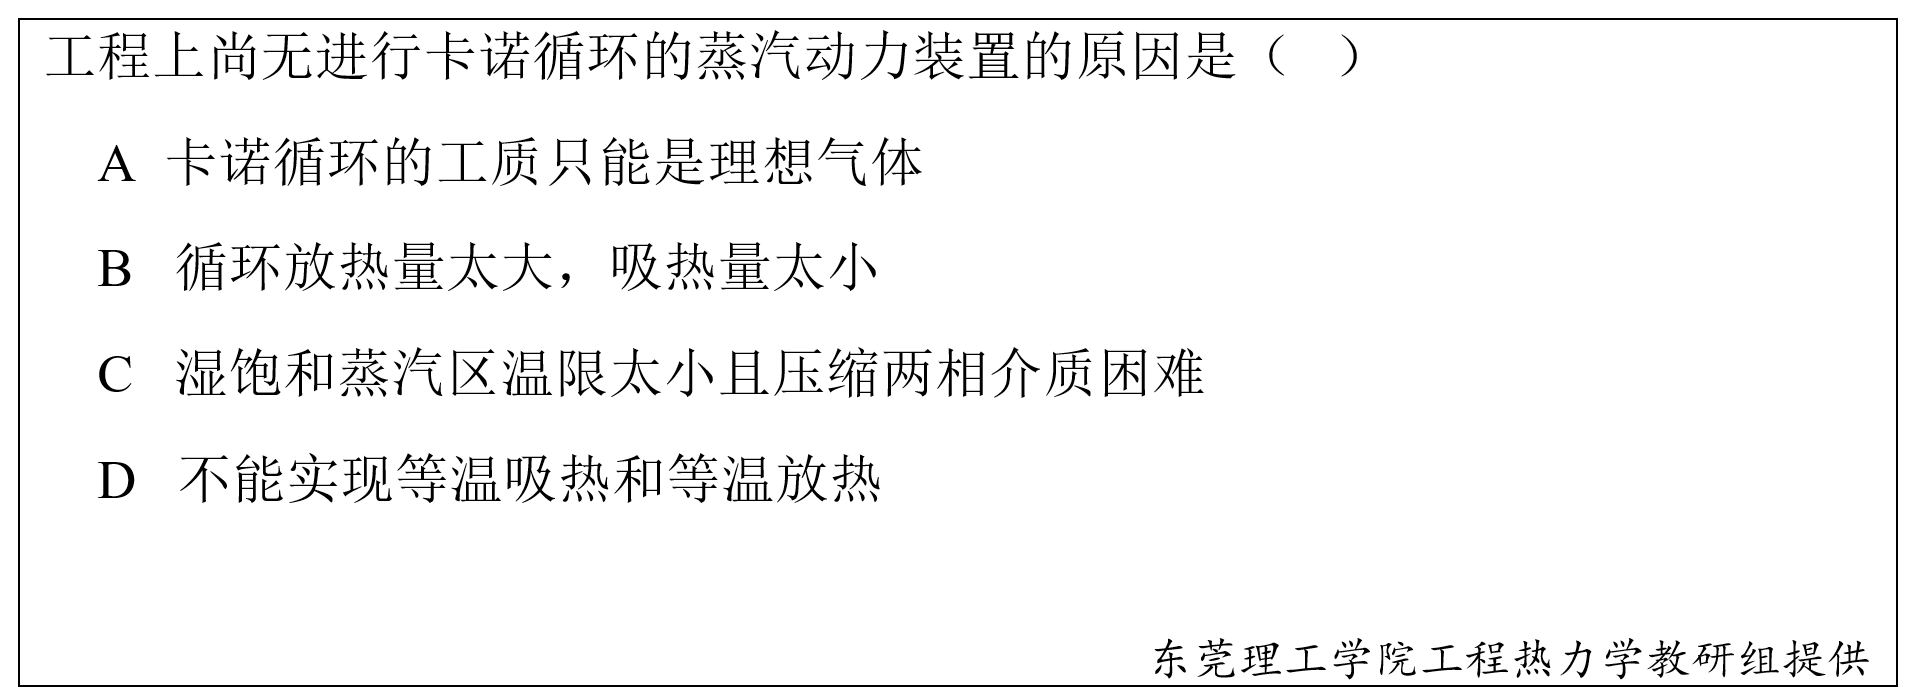 工程上尚无进行卡诺循环的蒸汽动力装置的原因是（ ）
A 卡诺循环的工质只能是理想气体
B 循环放热量太大，吸热量太小
C 湿饱和蒸汽区温限太小且压缩两相介质困难
D 不能实现等温吸热和等温放热
东莞理工学院工程热力学教研组提供